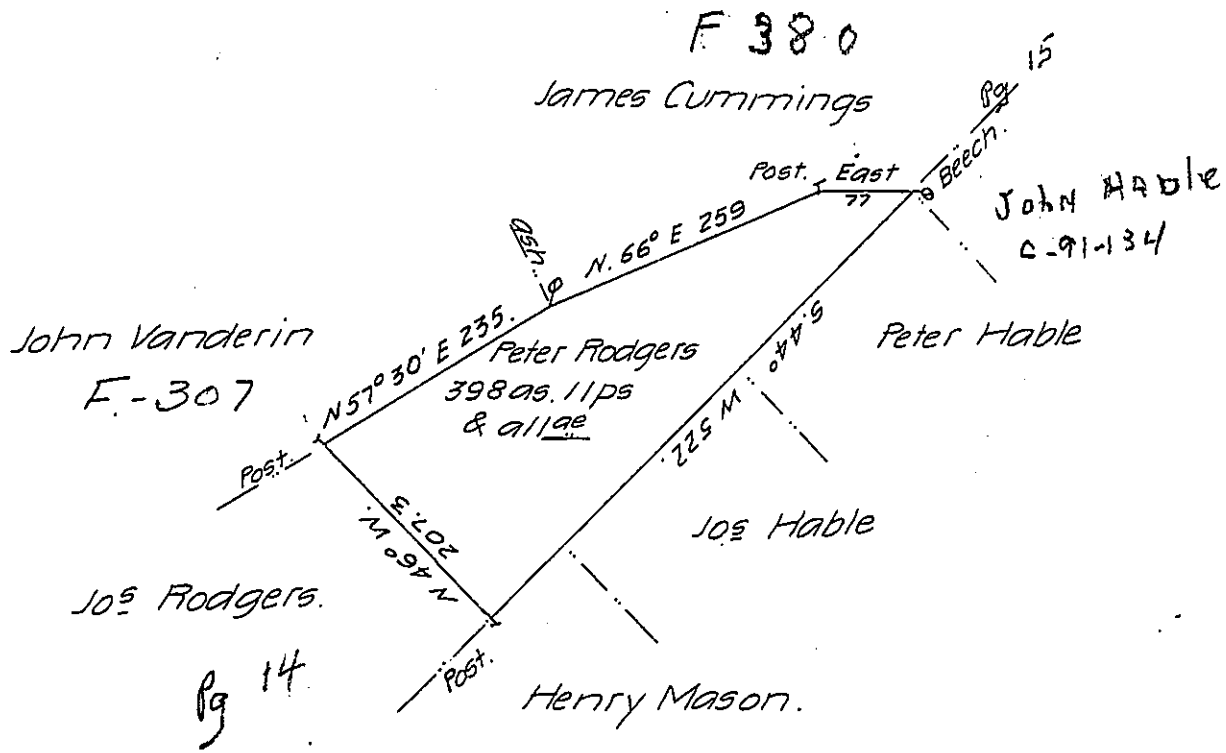 F 380
James Cummings
Pg 15
Beech.
Post. East
77
John Hable
C-91-134
ash.
N. 66° E 259
John Vanderin
F.-307
N 57° 30' E 235.
Peter Rodgers
398as. 11ps
& allae
S. 44° W 522.
Peter Hable
Post.
N 46° W. 207.3
Jos Hable
Jos Rodgers.
Pg 14
Post.
Henry Mason.